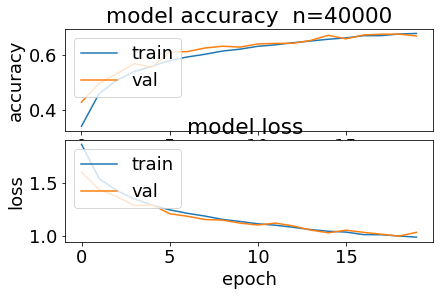 model accuracy  n=40000
0.6
0.4
accuracy
train
val
model loss
1.5
1.0
loss
train
val
0 5 10 15
epoch